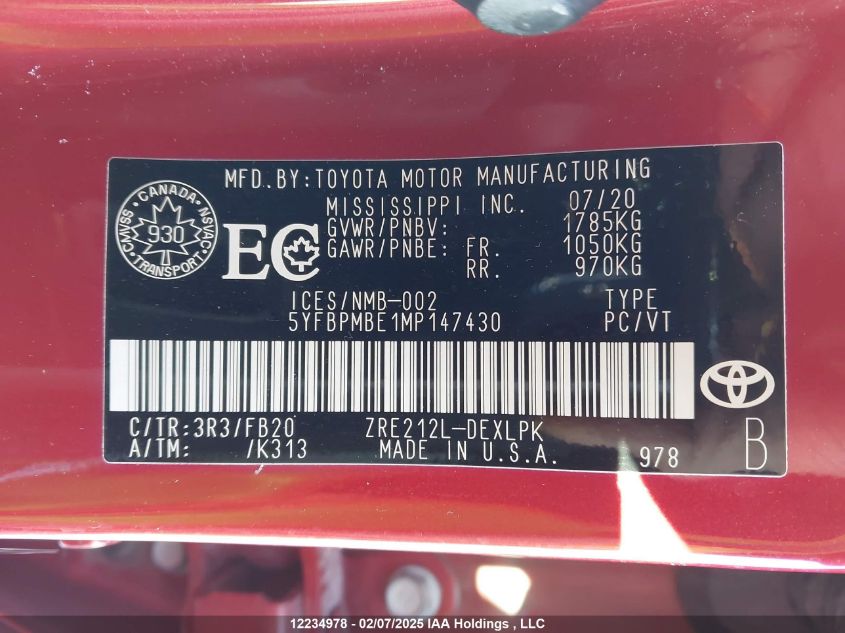 MFD.BY:TOYOTA MOTOR MANUFACTURING
MISSISSIPPI INC. 07/20
GVWR/PNBV: 1785KG
GAWR/PNBE: FR. 1050KG
RR. 970KG
CANADA
CMVSS NSVAC
930
TRANSPORT
EC
ICES/NMB-002 TYPE
5YFBPMBE1MP147430 PC/VT
C/TR:3R3/FB20 ZRE212L-DEXLPK
A/TM: /K313 MADE IN U.S.A. 978 B
12234978 - 02/07/2025 IAA Holdings, LLC